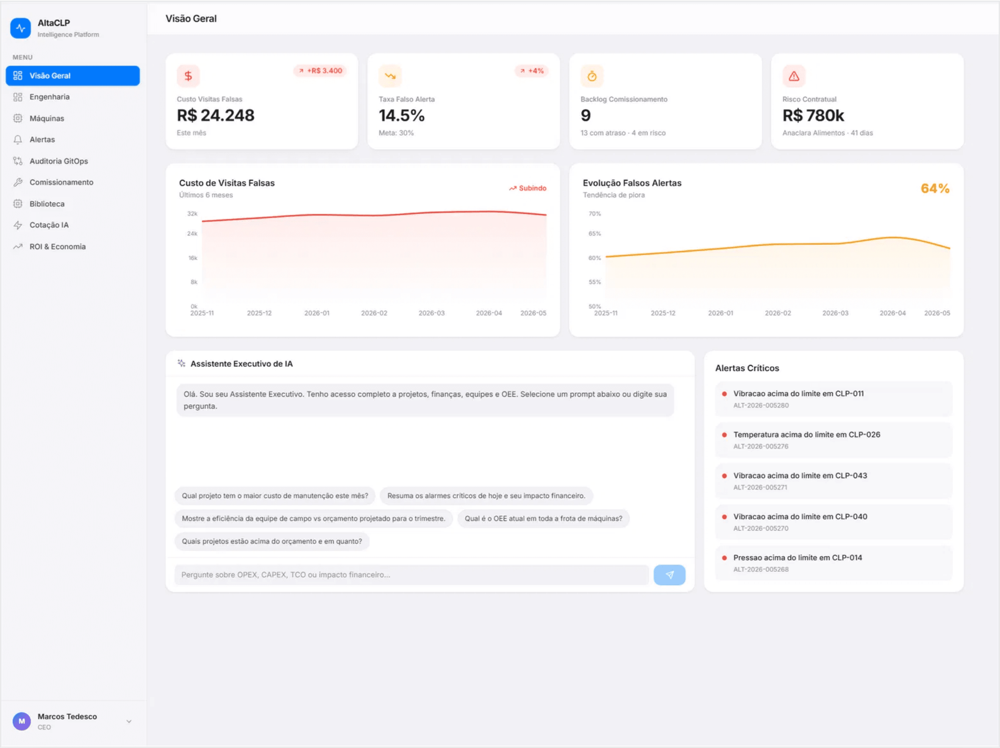 AltaCLP
Intelligence Platform
MENU
Visão Geral
Engenharia
Máquinas
Alertas
Auditoria GitOps
Comissionamento
Biblioteca
Cotação IA
ROI & Economia
Marcos Tedesco
CEO
M
Visão Geral
+R$ 3.400
Custo Visitas Falsas
R$ 24.248
Este mês
+4%
Taxa Falso Alerta
14.5%
Meta: 30%
Backlog Comissionamento
9
13 com atraso · 4 em risco
Risco Contratual
R$ 780k
Anaclara Alimentos · 41 dias
Custo de Visitas Falsas
Últimos 6 meses
Subindo
32k
24k
16k
8k
0k
2025-11 2025-12 2026-01 2026-02 2026-03 2026-04 2026-05
Evolução Falsos Alertas
Tendência de piora
64%
70%
65%
60%
55%
50%
2025-11 2025-12 2026-01 2026-02 2026-03 2026-04 2026-05
Assistente Executivo de IA
Olá. Sou seu Assistente Executivo. Tenho acesso completo a projetos, finanças, equipes e OEE. Selecione um prompt abaixo ou digite sua
pergunta.
Qual projeto tem o maior custo de manutenção este mês?
Resuma os alarmes críticos de hoje e seu impacto financeiro.
Mostre a eficiência da equipe de campo vs orçamento projetado para o trimestre.
Qual é o OEE atual em toda a frota de máquinas?
Quais projetos estão acima do orçamento e em quanto?
Pergunte sobre OPEX, CAPEX, TCO ou impacto financeiro...
Alertas Críticos
Vibracao acima do limite em CLP-011
ALT-2026-005280
Temperatura acima do limite em CLP-026
ALT-2026-005276
Vibracao acima do limite em CLP-043
ALT-2026-005271
Vibracao acima do limite em CLP-040
ALT-2026-005270
Pressao acima do limite em CLP-014
ALT-2026-005268